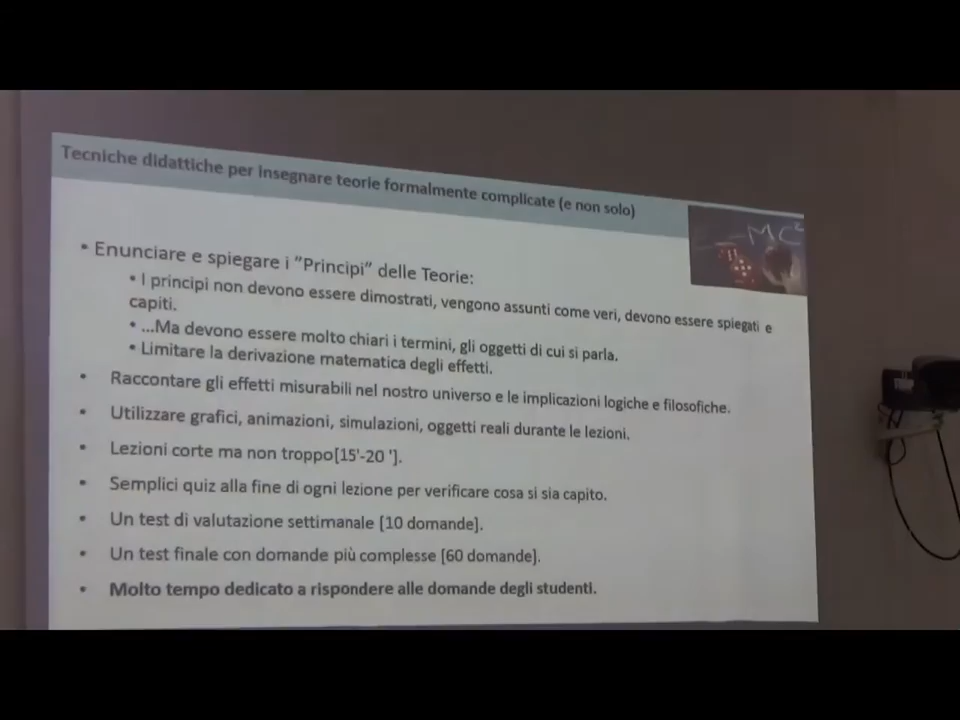 Tecniche didattiche per insegnare teorie formalmente complicate (e non solo)
MC²
• Enunciare e spiegare i "Principi" delle Teorie:
• I principi non devono essere dimostrati, vengono assunti come veri, devono essere spiegati e
capiti.
• ...Ma devono essere molto chiari i termini, gli oggetti di cui si parla.
• Limitare la derivazione matematica degli effetti.
• Raccontare gli effetti misurabili nel nostro universo e le implicazioni logiche e filosofiche.
• Utilizzare grafici, animazioni, simulazioni, oggetti reali durante le lezioni.
• Lezioni corte ma non troppo[15'-20 '].
• Semplici quiz alla fine di ogni lezione per verificare cosa si sia capito.
• Un test di valutazione settimanale [10 domande].
• Un test finale con domande più complesse [60 domande].
• Molto tempo dedicato a rispondere alle domande degli studenti.